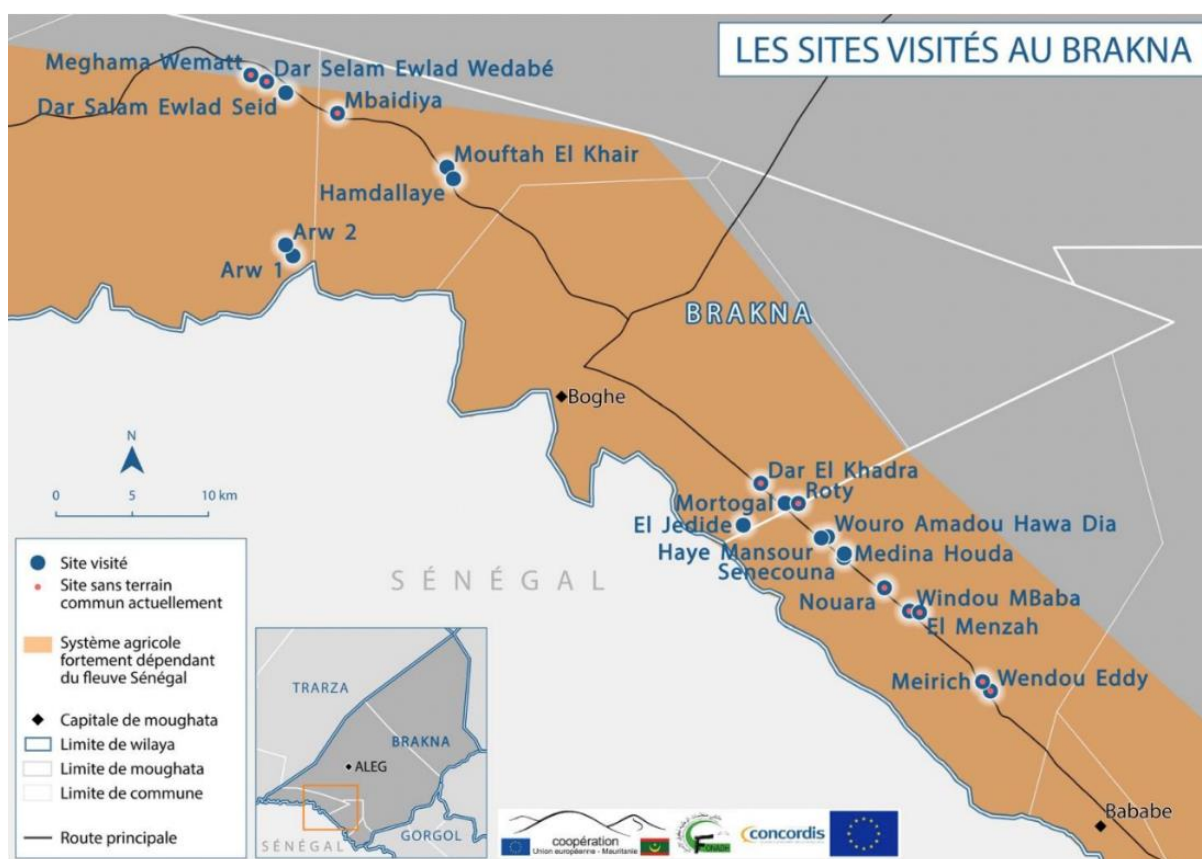 LES SITES VISITÉS AU BRAKNA
Meghama Wematt
Dar Selam Ewlad Wedabé
Dar Salam Ewlad Seid
Mbaidiya
Mouftah El Khair
Hamdallaye
Arw 2
Arw 1
BRAKNA
Boghe
N
0 5 10 km
Dar El Khadra
Mortogal
Roty
El Jedide
Wouro Amadou Hawa Dia
Haye Mansour
Medina Houda
Senecouna
SÉNÉGAL
Nouara
Windou MBaba
El Menzah
Meirich
Wendou Eddy
Bababe
Site visité
Site sans terrain
commun actuellement
Système agricole
fortement dépendant
du fleuve Sénégal
Capitale de moughata
Limite de wilaya
Limite de moughata
Limite de commune
Route principale
TRARZA
BRAKNA
ALEG
GORGOL
SÉNÉGAL
coopération
Union européenne - Mauritanie
FONADH
concordis